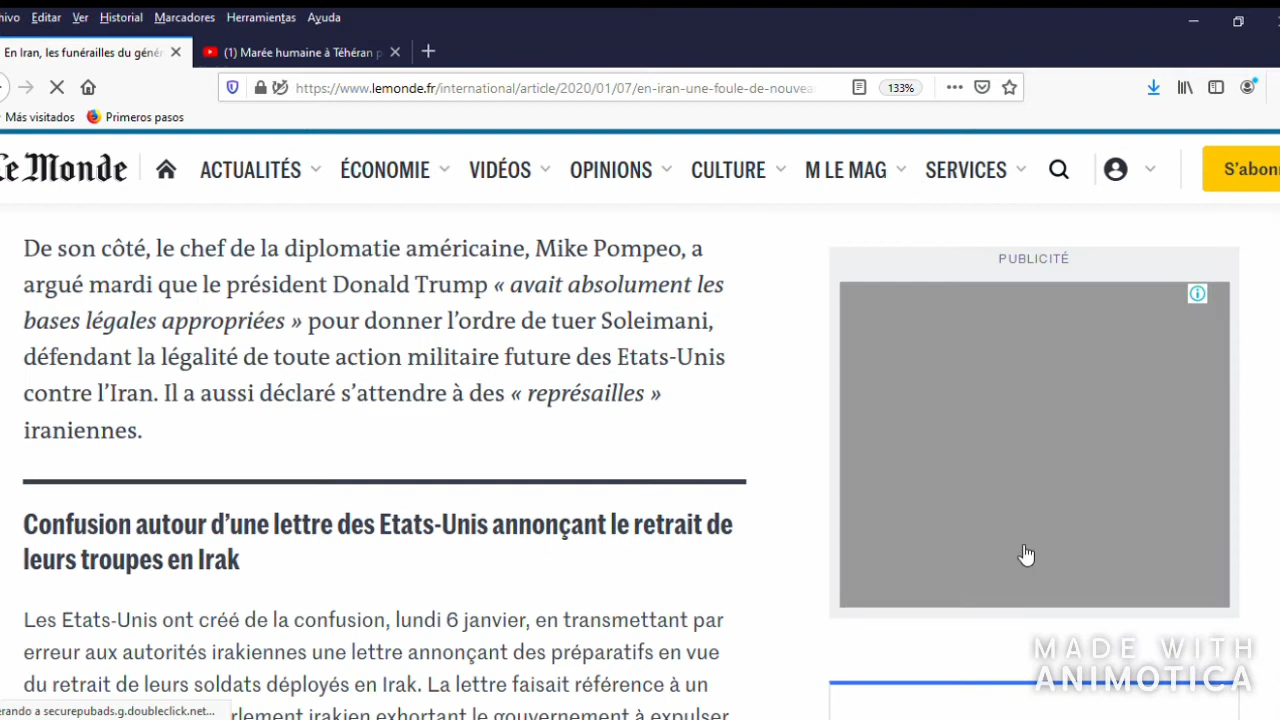 hivo Editar Ver Historial Marcadores Herramientas Ayuda
En Iran, les funérailles du géné
(1) Marée humaine à Téhéran p
https://www.lemonde.fr/international/article/2020/01/07/en-iran-une-foule-de-nouvea
133%
Más visitados Primeros pasos
Le Monde
ACTUALITÉS ÉCONOMIE VIDÉOS OPINIONS CULTURE M LE MAG SERVICES
S'abon
De son côté, le chef de la diplomatie américaine, Mike Pompeo, a
argué mardi que le président Donald Trump « avait absolument les
bases légales appropriées » pour donner l'ordre de tuer Soleimani,
défendant la légalité de toute action militaire future des Etats-Unis
contre l'Iran. Il a aussi déclaré s'attendre à des « représailles »
iraniennes.
PUBLICITÉ
Confusion autour d'une lettre des Etats-Unis annonçant le retrait de
leurs troupes en Irak
Les Etats-Unis ont créé de la confusion, lundi 6 janvier, en transmettant par
erreur aux autorités irakiennes une lettre annonçant des préparatifs en vue
du retrait de leurs soldats déployés en Irak. La lettre faisait référence à un
rlement irakien exhortant le gouvernement à expulser
erando a securepubads.g.doubleclick.net...
MADE WITH
ANIMOTICA